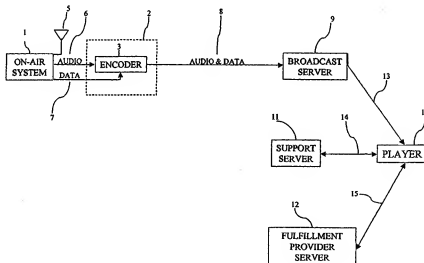 5
6
2
8
1
3
9
ON-AIR
SYSTEM
AUDIO
DATA
ENCODER
AUDIO & DATA
BROADCAST
SERVER
7
13
11
14
SUPPORT
SERVER
PLAYER
15
12
FULFILLMENT
PROVIDER
SERVER